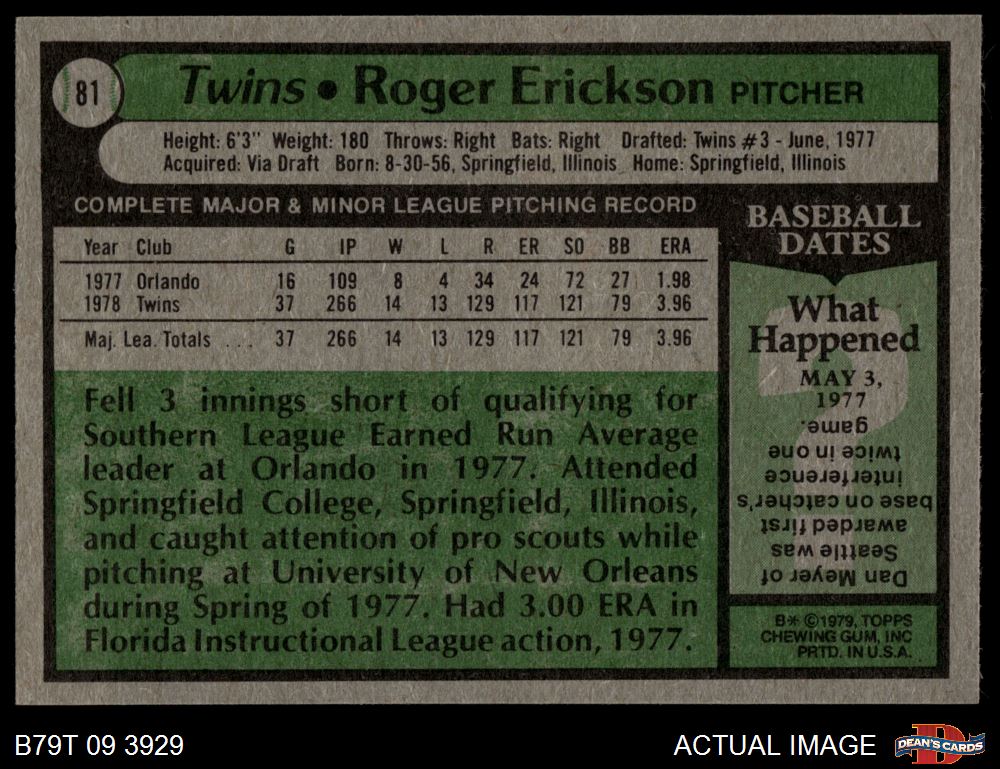 81
Twins • Roger Erickson PITCHER
Height: 6'3" Weight: 180 Throws: Right Bats: Right Drafted: Twins #3 - June, 1977
Acquired: Via Draft Born: 8-30-56, Springfield, Illinois Home: Springfield, Illinois
COMPLETE MAJOR & MINOR LEAGUE PITCHING RECORD
Year Club G IP W L R ER SO BB ERA
1977 Orlando 16 109 8 4 34 24 72 27 1.98
1978 Twins 37 266 14 13 129 117 121 79 3.96
Maj. Lea. Totals ... 37 266 14 13 129 117 121 79 3.96
Fell 3 innings short of qualifying for
Southern League Earned Run Average
leader at Orlando in 1977. Attended
Springfield College, Springfield, Illinois,
and caught attention of pro scouts while
pitching at University of New Orleans
during Spring of 1977. Had 3.00 ERA in
Florida Instructional League action, 1977.
BASEBALL
DATES
What
Happened
MAY 3,
1977
Dan Meyer of
Seattle was
awarded first
base on catcher's
interference
twice in one
game.
B* ©1979, TOPPS
CHEWING GUM, INC
PRTD. IN U.S.A.
B79T 09 3929
ACTUAL IMAGE
DEAN'S CARDS